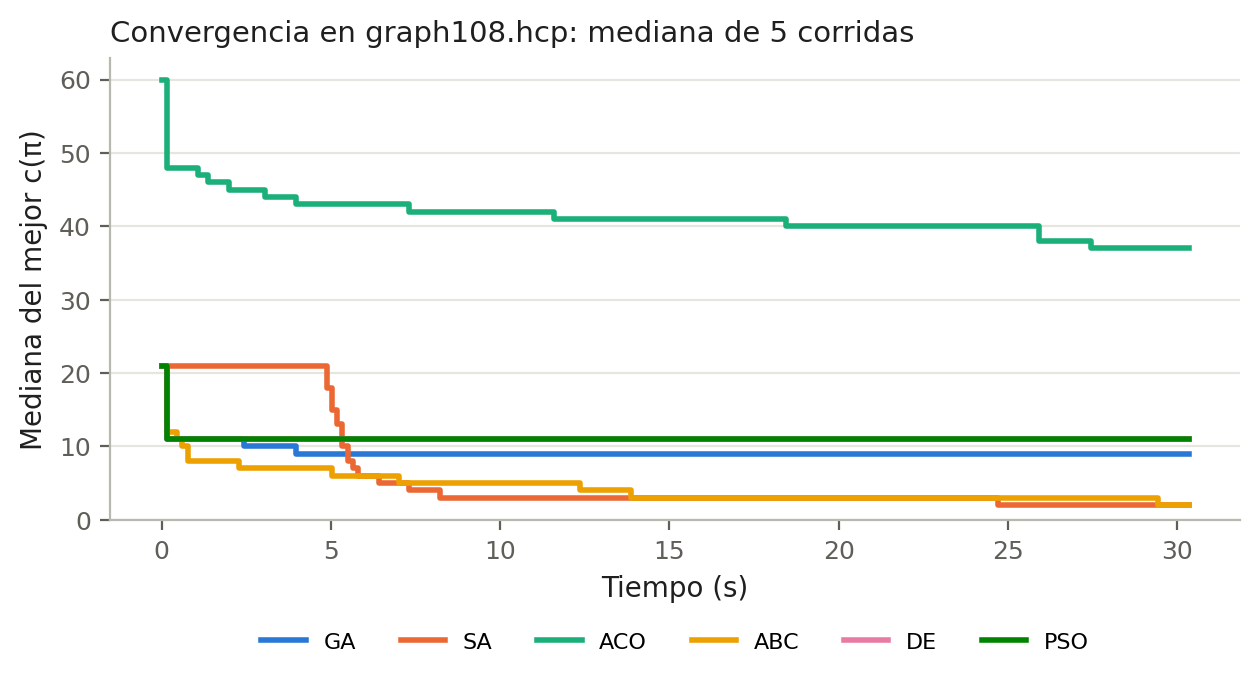 Convergencia en graph108.hcp: mediana de 5 corridas
Mediana del mejor c(π)
60
50
40
30
20
10
0
0 5 10 15 20 25 30
Tiempo (s)
GA SA ACO ABC DE PSO